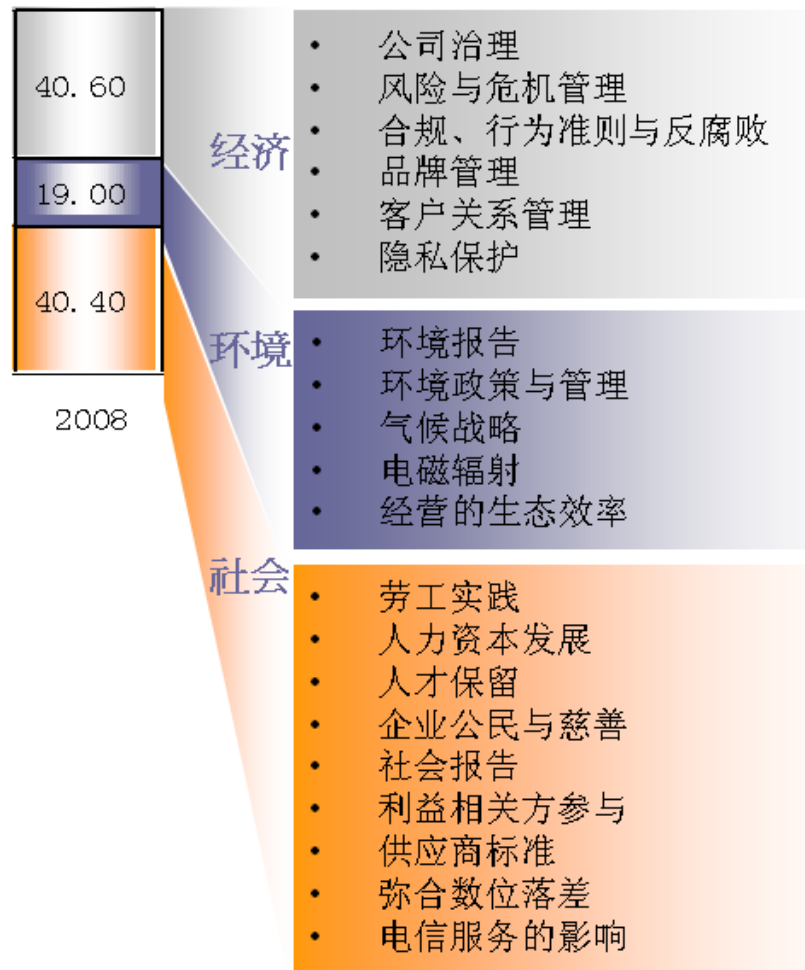 40.60
19.00
40.40
2008
经济
• 公司治理
• 风险与危机管理
• 合规、行为准则与反腐败
• 品牌管理
• 客户关系管理
• 隐私保护
环境
• 环境报告
• 环境政策与管理
• 气候战略
• 电磁辐射
• 经营的生态效率
社会
• 劳工实践
• 人力资本发展
• 人才保留
• 企业公民与慈善
• 社会报告
• 利益相关方参与
• 供应商标准
• 弥合数位落差
• 电信服务的影响